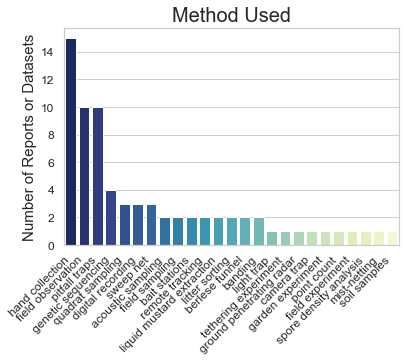 Method Used
Number of Reports or Datasets
14
12
10
8
6
4
2
0
hand collection
field observation
pitfall traps
genetic sequencing
quadrat sampling
digital recording
sweep net
acoustic sampling
field sampling
bait stations
remote tracking
liquid mustard extraction
litter sorting
berlese funnel
banding
light trap
tethering experiment
ground penetrating radar
camera trap
garden experiment
point count
field experiment
spore density analysis
mist-netting
soil samples